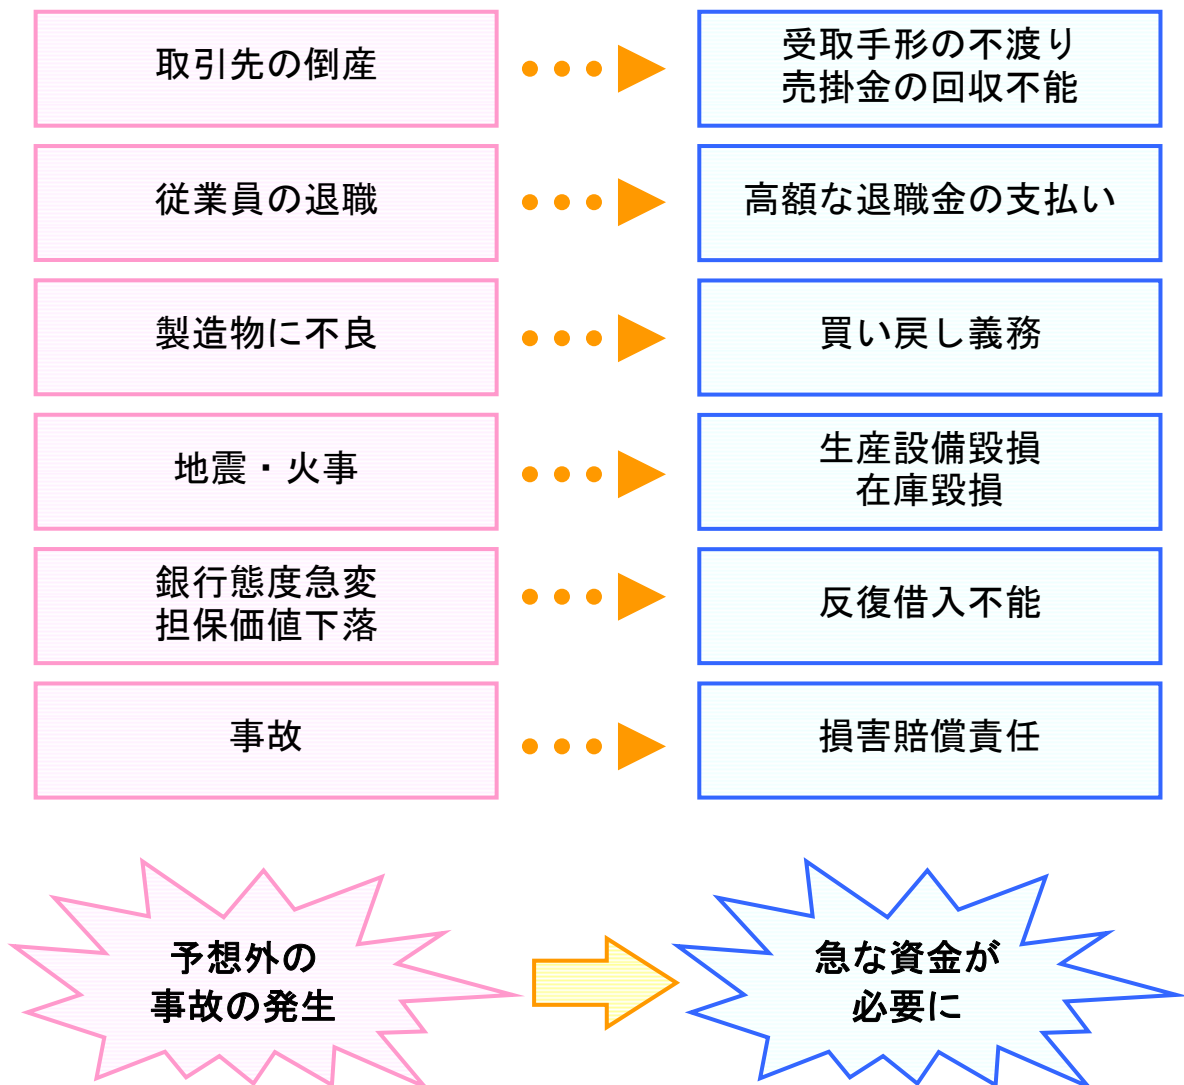 取引先の倒産
受取手形の不渡り
売掛金の回収不能
従業員の退職
高額な退職金の支払い
製造物に不良
買い戻し義務
地震・火事
生産設備毀損
在庫毀損
銀行態度急変
担保価値下落
反復借入不能
事故
損害賠償責任
予想外の
事故の発生
急な資金が
必要に